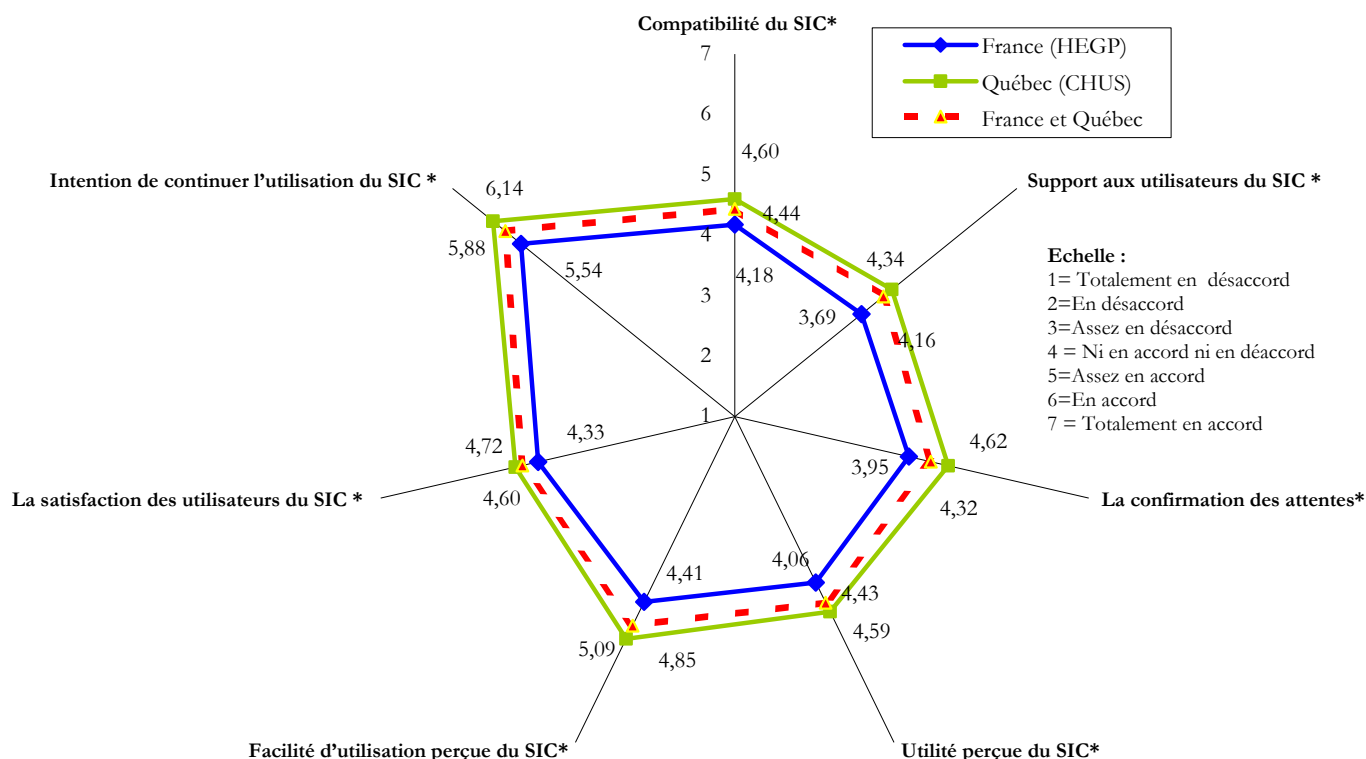 Compatibilité du SIC*
7
France (HEGP)
Québec (CHUS)
France et Québec
6
4,60
5
Intention de continuer l'utilisation du SIC *
6,14
Support aux utilisateurs du SIC *
4,44
4
5,88
5,54
4,18
4,34
Echelle :
1= Totalement en désaccord
2=En désaccord
3=Assez en désaccord
4 = Ni en accord ni en déaccord
5=Assez en accord
6=En accord
7 = Totalement en accord
3
3,69
4,16
2
1
4,72
4,33
4,62
3,95
La satisfaction des utilisateurs du SIC *
4,60
La confirmation des attentes*
4,32
4,41
4,06
4,43
4,59
5,09
4,85
Facilité d'utilisation perçue du SIC*
Utilité perçue du SIC*